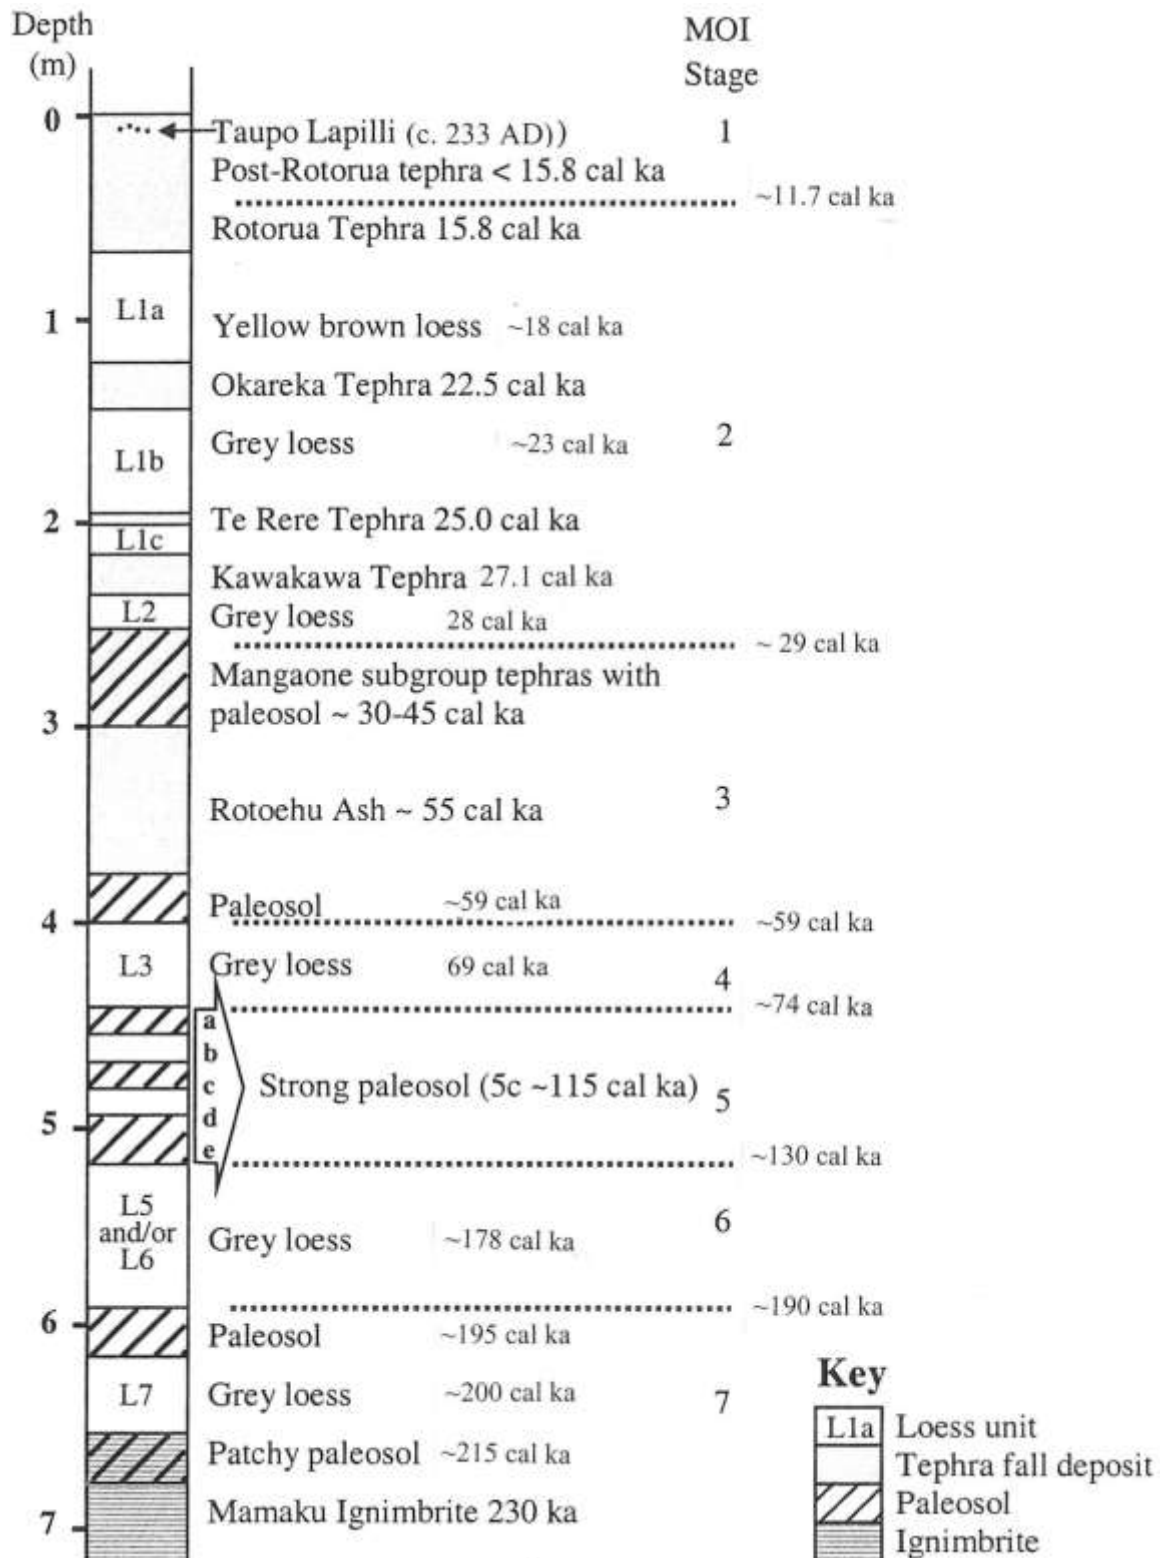 Depth
(m)
MOI
Stage
0
Taupo Lapilli (c. 233 AD))
1
Post-Rotorua tephra < 15.8 cal ka
~11.7 cal ka
Rotorua Tephra 15.8 cal ka
L1a
1
Yellow brown loess ~18 cal ka
Okareka Tephra 22.5 cal ka
Grey loess ~23 cal ka
2
L1b
2
Te Rere Tephra 25.0 cal ka
L1c
Kawakawa Tephra 27.1 cal ka
L2
Grey loess 28 cal ka
~ 29 cal ka
Mangaone subgroup tephras with
paleosol ~ 30-45 cal ka
3
Rotoehu Ash ~ 55 cal ka
3
Paleosol ~59 cal ka
4
~59 cal ka
L3
Grey loess 69 cal ka
4
~74 cal ka
a
b
c
d
e
Strong paleosol (5c ~115 cal ka)
5
5
~130 cal ka
L5
and/or
L6
Grey loess ~178 cal ka
6
~190 cal ka
6
Paleosol ~195 cal ka
L7
Grey loess ~200 cal ka
7
Patchy paleosol ~215 cal ka
7
Mamaku Ignimbrite 230 ka
Key
L1a Loess unit
Tephra fall deposit
Paleosol
Ignimbrite